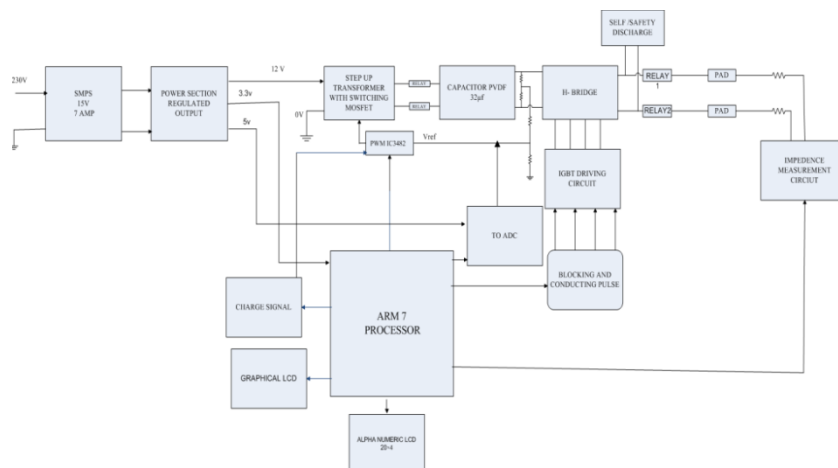 SELF /SAFETY
DISCHARGE
230V
SMPS
15V
7 AMP
POWER SECTION
REGULATED
OUTPUT
12 V
3.3v
5v
0V
STEP UP
TRANSFORMER
WITH SWITCHING
MOSFET
RELAY
RELAY
CAPACITOR PVDF
32µf
H- BRIDGE
RELAY
1
PAD
RELAY2
PAD
PWM IC3482
Vref
IGBT DRIVING
CIRCUIT
IMPEDENCE
MEASUREMENT
CIRCIUT
TO ADC
BLOCKING AND
CONDUCTING PULSE
CHARGE SIGNAL
ARM 7
PROCESSOR
GRAPHICAL LCD
ALPHA NUMERIC LCD
20×4